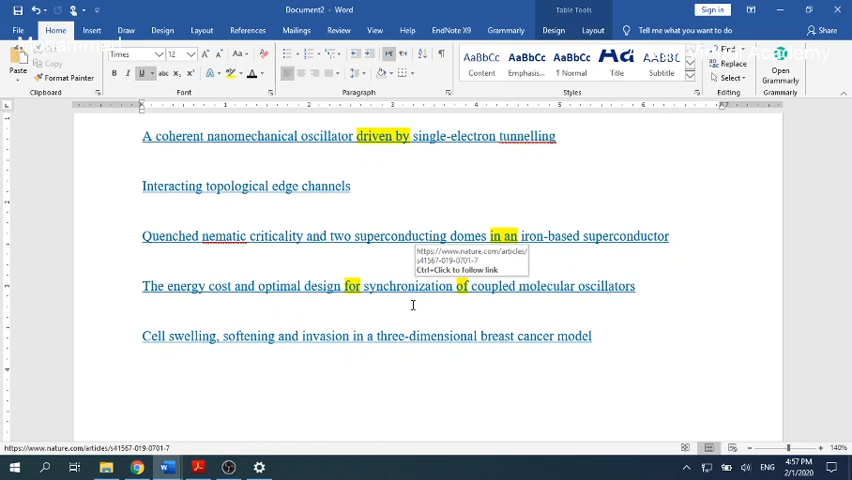 Document2 - Word
Table Tools
Sign in
File Home Insert Draw Design Layout References Mailings Review View Help EndNote X9 Grammarly Design Layout Tell me what you want to do
Paste
Copy
Format Painter
Clipboard
Times 12
Font
Paragraph
AaBbC AaBbCc AaBbCc Aa AABBC
Content Emphasis... T Normal Title Subtitle
Styles
Find
Replace
Select
Editing
Open
Grammarly
Grammarly
Academy
A coherent nanomechanical oscillator driven by single-electron tunnelling
Interacting topological edge channels
Quenched nematic criticality and two superconducting domes in an iron-based superconductor
https://www.nature.com/articles/
s41567-019-0701-7
Ctrl+Click to follow link
The energy cost and optimal design for synchronization of coupled molecular oscillators
Cell swelling, softening and invasion in a three-dimensional breast cancer model
https://www.nature.com/articles/s41567-019-0701-7
140%
ENG
4:57 PM
2/1/2020